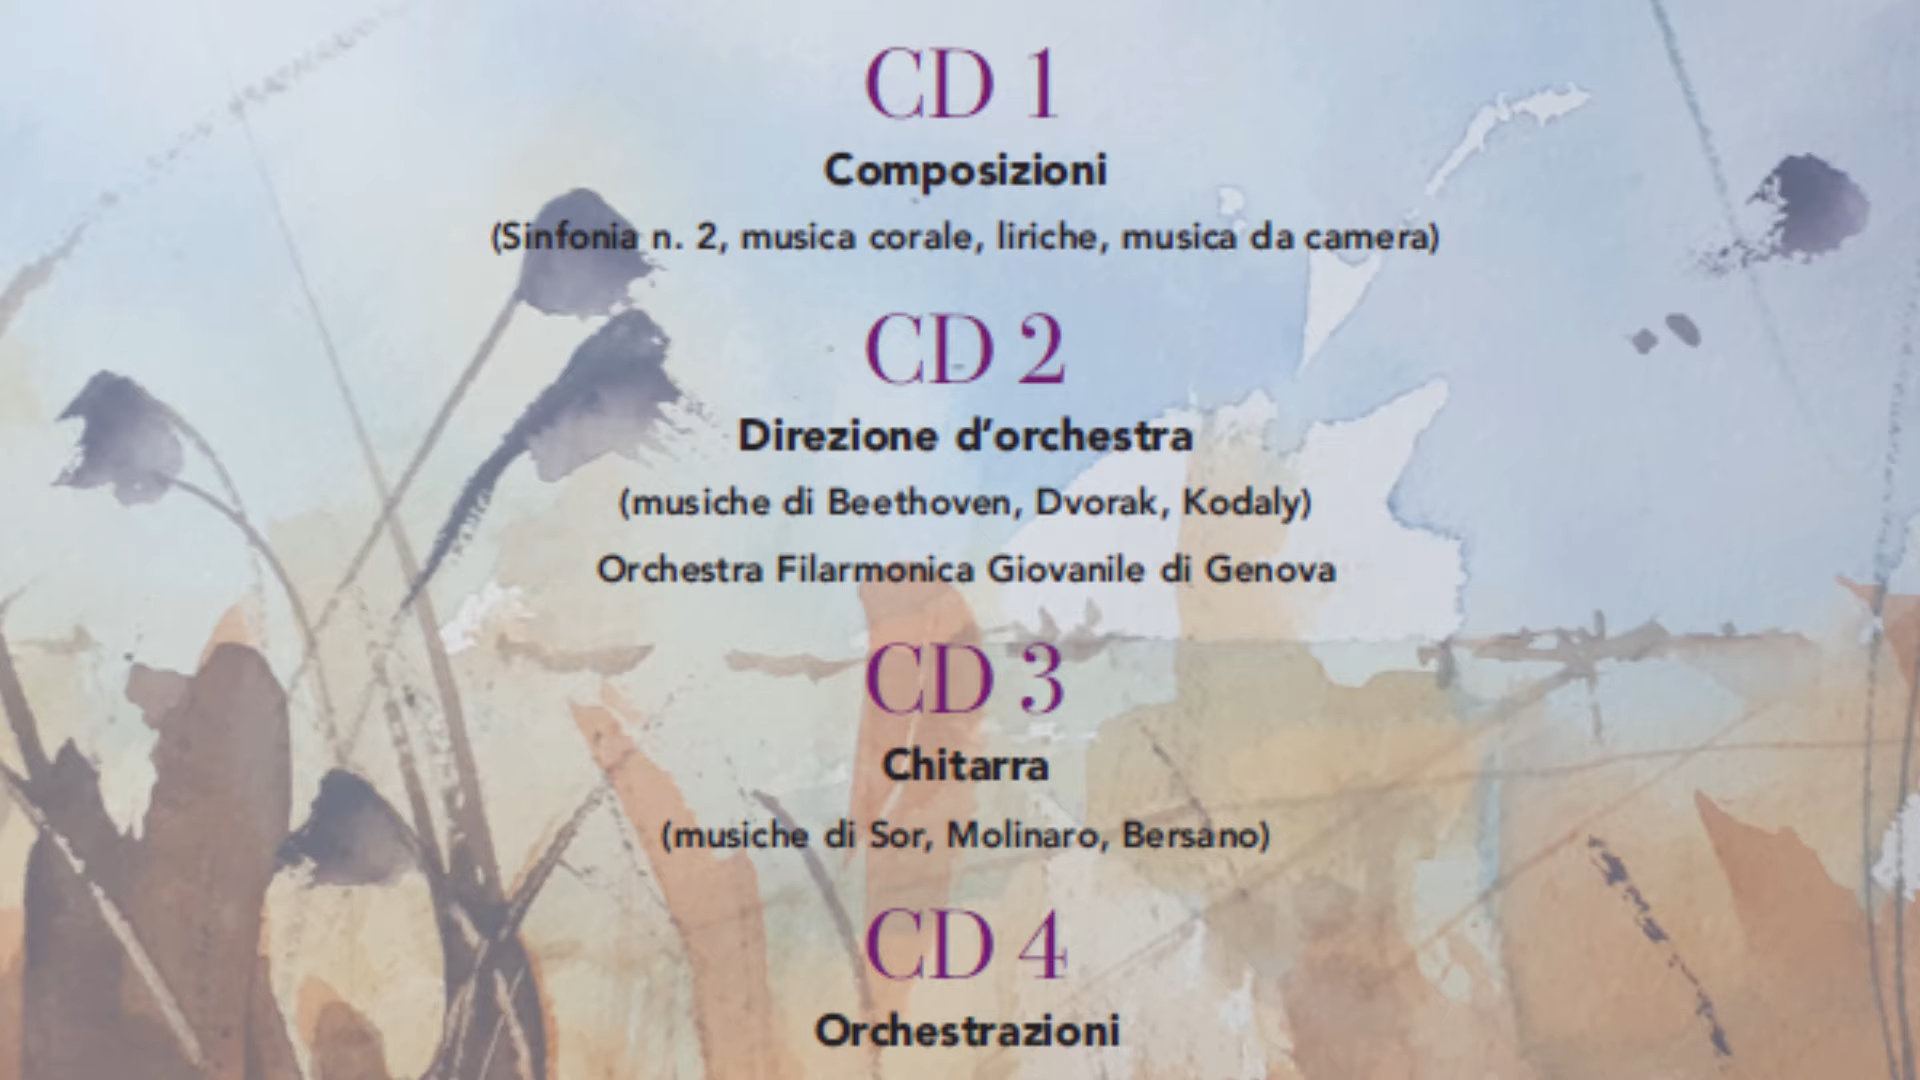 CD 1
Composizioni
(Sinfonia n. 2, musica corale, liriche, musica da camera)
CD 2
Direzione d’orchestra
(musiche di Beethoven, Dvorak, Kodaly)
Orchestra Filarmonica Giovanile di Genova
CD 3
Chitarra
(musiche di Sor, Molinaro, Bersano)
CD 4
Orchestrazioni